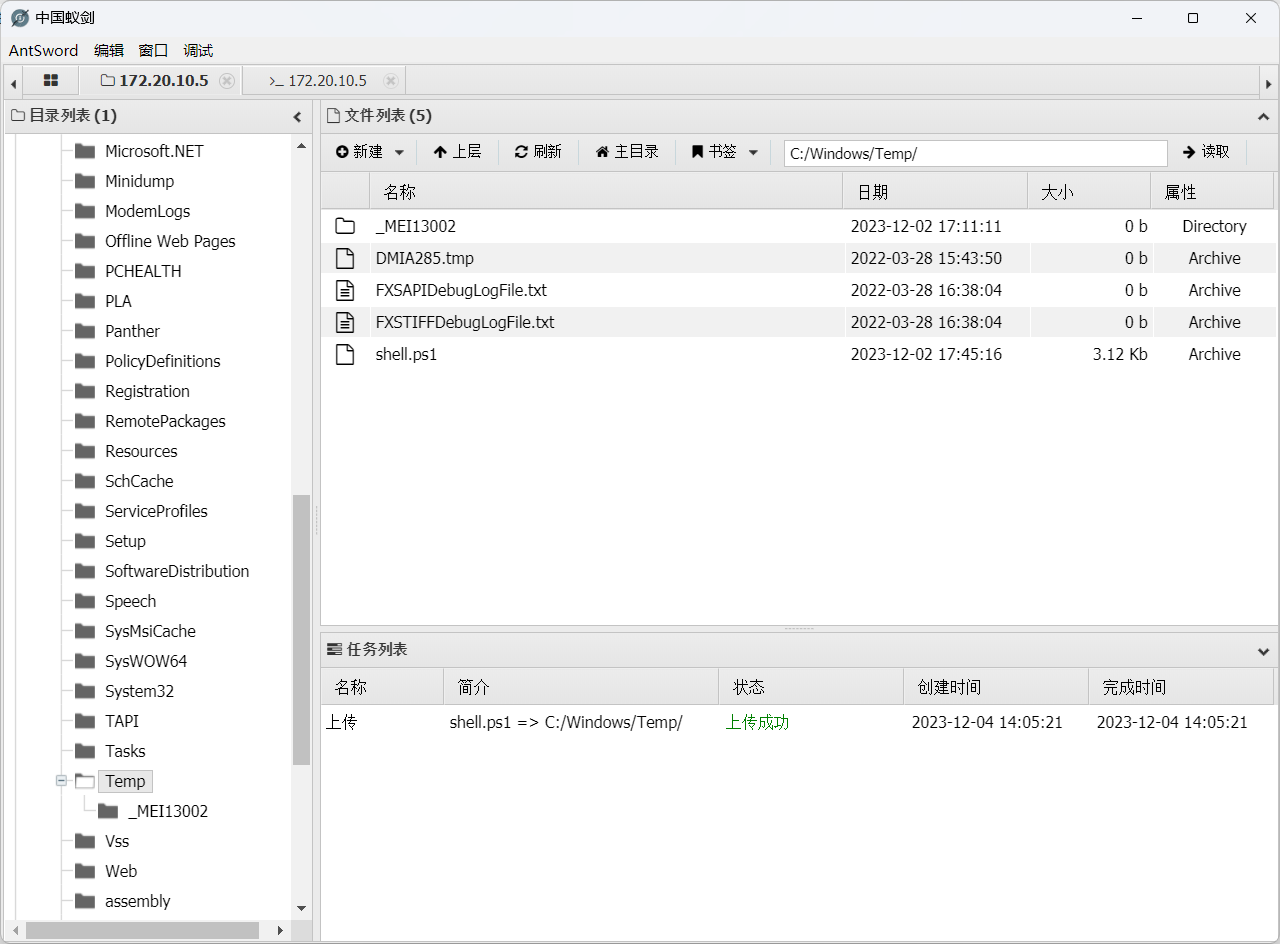 中国蚁剑
AntSword 编辑 窗口 调试
172.20.10.5 >_ 172.20.10.5
目录列表 (1)
Microsoft.NET
Minidump
ModemLogs
Offline Web Pages
PCHEALTH
PLA
Panther
PolicyDefinitions
Registration
RemotePackages
Resources
SchCache
ServiceProfiles
Setup
SoftwareDistribution
Speech
SysMsiCache
SysWOW64
System32
TAPI
Tasks
Temp
_MEI13002
Vss
Web
assembly
文件列表 (5)
新建 上层 刷新 主目录 书签 C:/Windows/Temp/ 读取
名称 日期 大小 属性
_MEI13002 2023-12-02 17:11:11 0 b Directory
DMIA285.tmp 2022-03-28 15:43:50 0 b Archive
FXSAPIDebugLogFile.txt 2022-03-28 16:38:04 0 b Archive
FXSTIFFDebugLogFile.txt 2022-03-28 16:38:04 0 b Archive
shell.ps1 2023-12-02 17:45:16 3.12 Kb Archive
任务列表
名称 简介 状态 创建时间 完成时间
上传 shell.ps1 => C:/Windows/Temp/ 上传成功 2023-12-04 14:05:21 2023-12-04 14:05:21